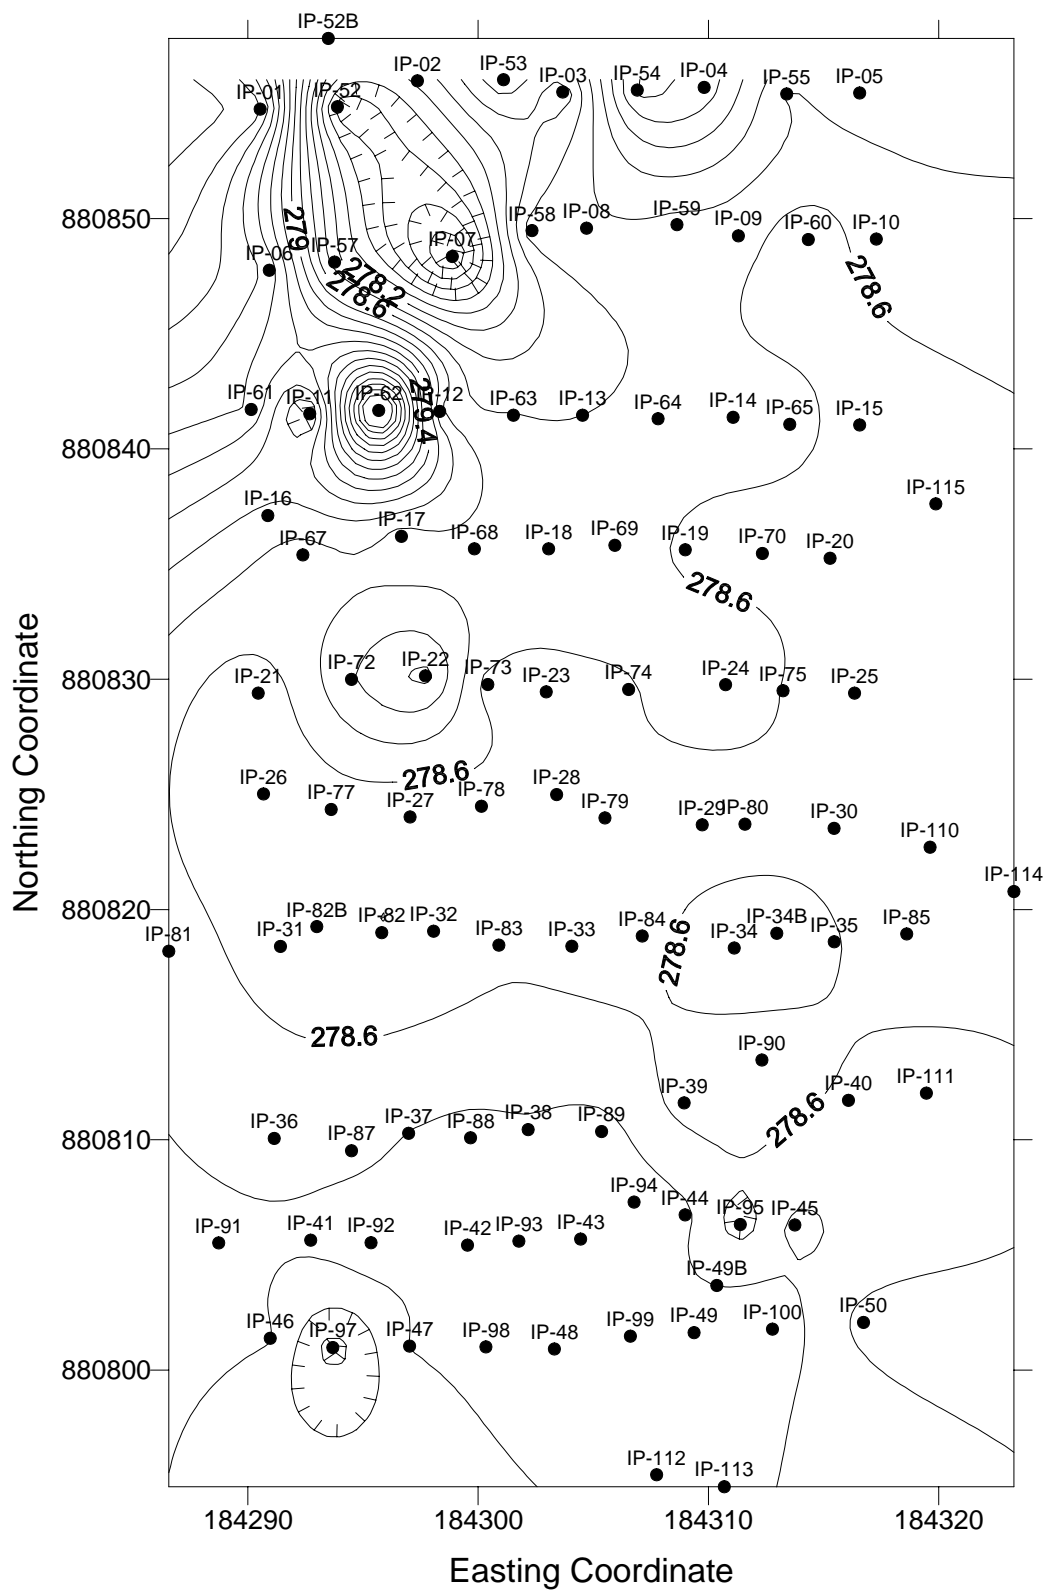 IP-52B
IP-02
IP-53
IP-03
IP-54
IP-04
IP-55
IP-05
IP-01
IP-52
880850
279
IP-58
IP-08
IP-59
IP-09
IP-60
IP-10
IP-06
IP-57
IP-07
278.2
278.6
278.6
IP-61
IP-11
IP-62
IP-12
279.4
IP-63
IP-13
IP-64
IP-14
IP-65
IP-15
880840
IP-16
IP-67
IP-17
IP-68
IP-18
IP-69
IP-19
IP-70
IP-20
IP-115
278.6
880830
IP-21
IP-72
IP-22
IP-73
IP-23
IP-74
IP-24
IP-75
IP-25
278.6
IP-26
IP-77
IP-27
IP-78
IP-28
IP-79
IP-29
IP-80
IP-30
IP-110
IP-114
880820
IP-81
IP-31
IP-82B
IP-82
IP-32
IP-83
IP-33
IP-84
278.6
IP-34
IP-34B
IP-35
IP-85
278.6
IP-90
IP-39
IP-40
IP-111
278.6
880810
IP-36
IP-87
IP-37
IP-88
IP-38
IP-89
IP-94
IP-44
IP-95
IP-45
IP-91
IP-41
IP-92
IP-42
IP-93
IP-43
IP-49B
IP-46
IP-97
IP-47
IP-98
IP-48
IP-99
IP-49
IP-100
IP-50
880800
IP-112
IP-113
184290
184300
184310
184320
Easting Coordinate
Northing Coordinate